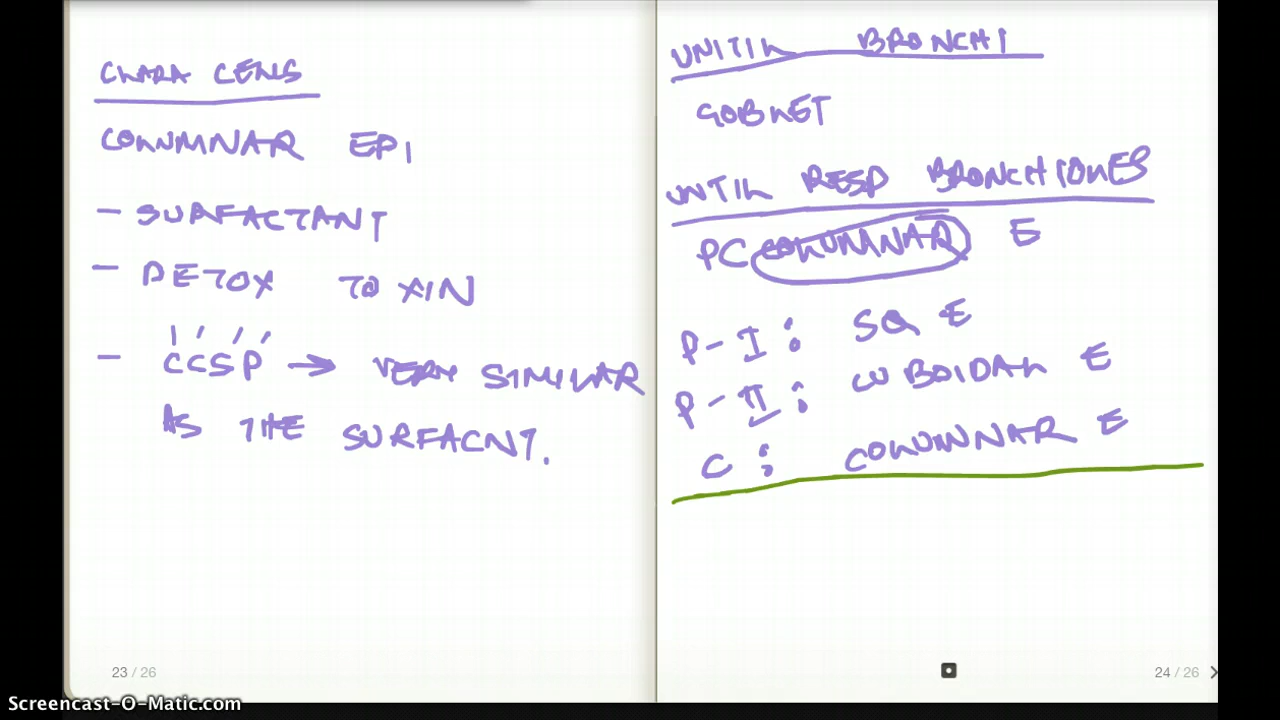 CLARA CELLS
COLUMNAR EPI
- SURFACTANT
- DETOX TOXIN
- CCSP → VERY SIMILAR
AS THE SURFACNT.
23 / 26
UNITIL BRONCHI
GOBLET
UNTIL RESP BRONCHIOLES
PC COLUMNAR E
P-I: SQ E
P-II: CUBOIDAL E
C: COLUMNAR E
24 / 26
Screencast-O-Matic.com